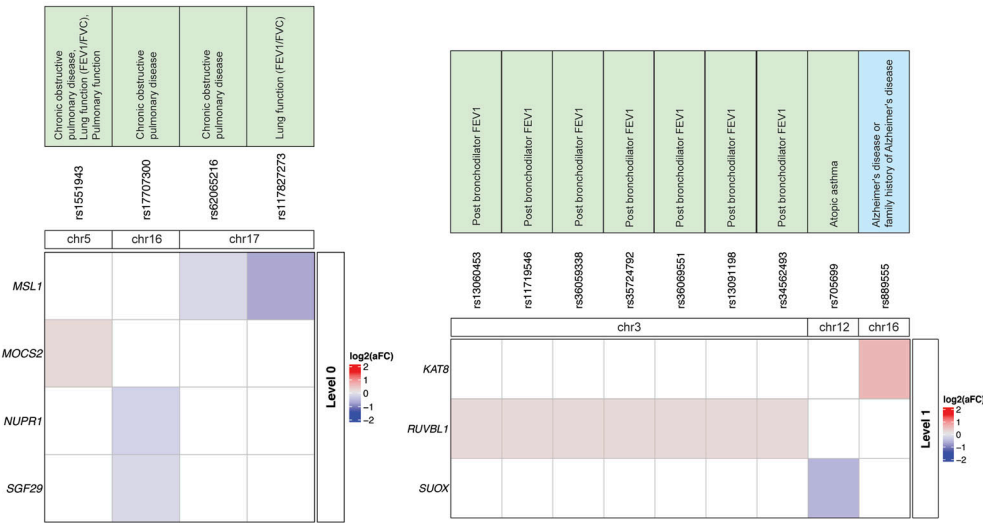 Chronic obstructive
pulmonary disease,
Lung function (FEV1/FVC),
Pulmonary function
Chronic obstructive
pulmonary disease
Chronic obstructive
pulmonary disease
Lung function (FEV1/FVC)
rs1551943
rs17707300
rs62065216
rs117827273
chr5
chr16
chr17
MSL1
MOCS2
NUPR1
SGF29
Level 0
log2(aFC)
2
1
0
−1
−2
Post bronchodilator FEV1
Post bronchodilator FEV1
Post bronchodilator FEV1
Post bronchodilator FEV1
Post bronchodilator FEV1
Post bronchodilator FEV1
Post bronchodilator FEV1
Atopic asthma
Alzheimer's disease or
family history of Alzheimer's disease
rs13060453
rs11719546
rs36059338
rs35724792
rs36069551
rs13091198
rs34562493
rs705699
rs889555
chr3
chr12
chr16
KAT8
RUVBL1
SUOX
Level 1
log2(aFC)
2
1
0
−1
−2